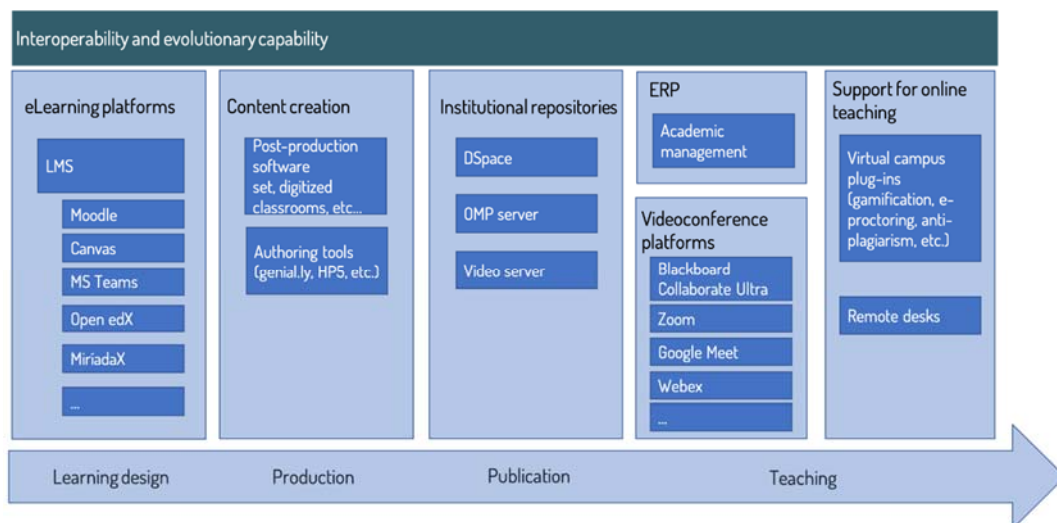 Interoperability and evolutionary capability
eLearning platforms
LMS
Moodle
Canvas
MS Teams
Open edX
MiríadaX
...
Content creation
Post-production
software
set, digitized
classrooms, etc...
Authoring tools
(genial.ly, HP5, etc.)
Institutional repositories
DSpace
OMP server
Video server
ERP
Academic
management
Videoconference
platforms
Blackboard
Collaborate Ultra
Zoom
Google Meet
Webex
...
Support for online
teaching
Virtual campus
plug-ins
(gamification, e-
proctoring, anti-
plagiarism, etc.)
Remote desks
Learning design
Production
Publication
Teaching